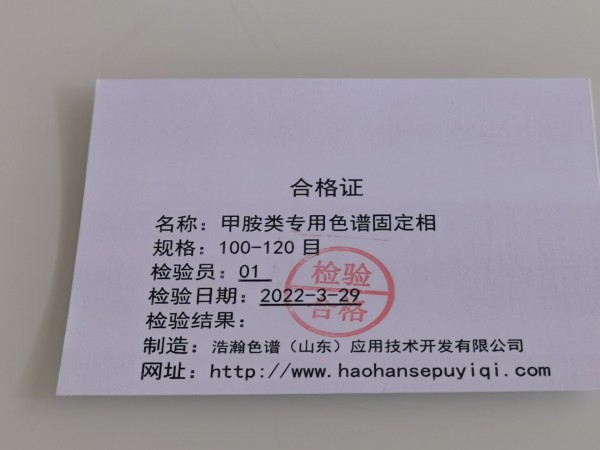 合格证
名称：甲胺类专用色谱固定相
规格：100-120 目
检验员：01
检验日期：2022-3-29
检验结果：
检验
合格
制造：浩瀚色谱（山东）应用技术开发有限公司
网址：http://www.haohansepuyiqi.com